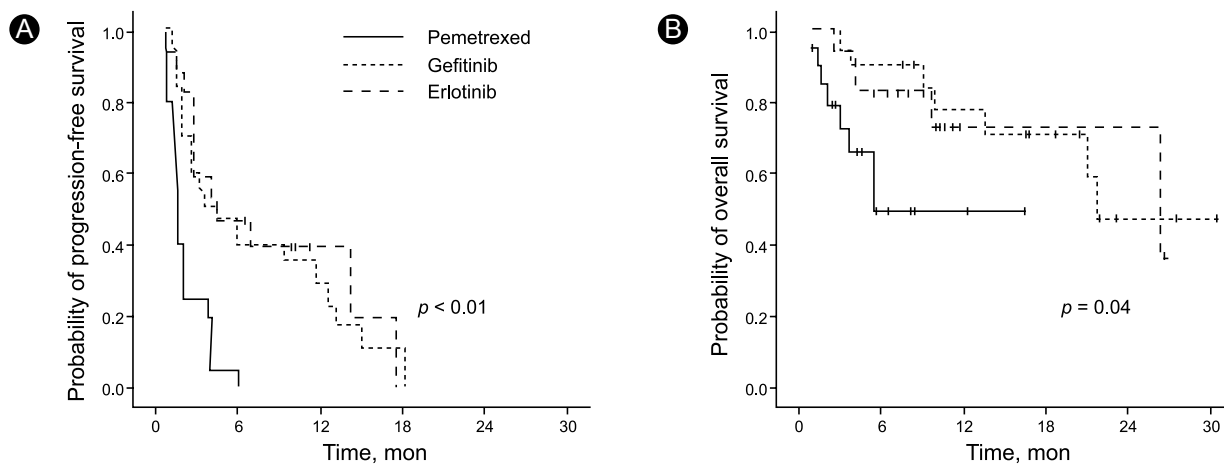 A
Probability of progression-free survival
1.0
0.8
0.6
0.4
0.2
0.0
0
6
12
18
24
30
Time, mon
Pemetrexed
Gefitinib
Erlotinib
p < 0.01
B
Probability of overall survival
1.0
0.8
0.6
0.4
0.2
0.0
0
6
12
18
24
30
Time, mon
p = 0.04